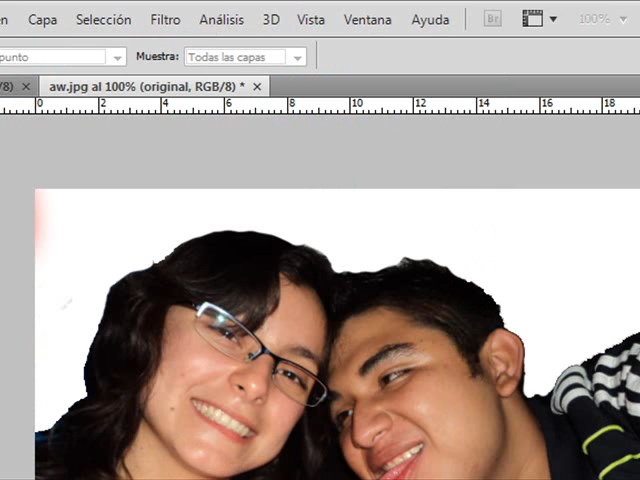 en Capa Selección Filtro Análisis 3D Vista Ventana Ayuda Br 100%
punto Muestra: Todas las capas
/8) × aw.jpg al 100% (original, RGB/8) * ×
0 2 4 6 8 10 12 14 16 18